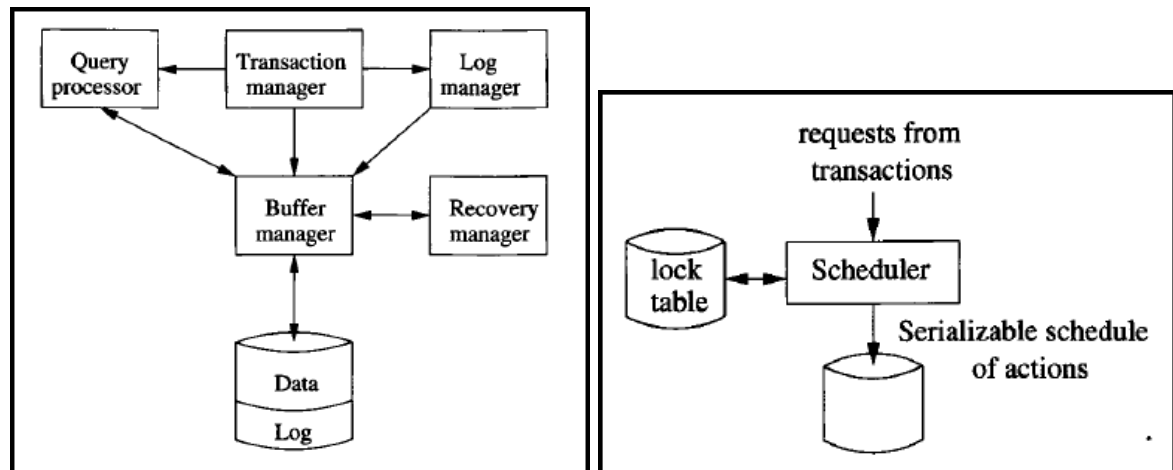 Query
processor
Transaction
manager
Log
manager
Buffer
manager
Recovery
manager
Data
Log
requests from
transactions
lock
table
Scheduler
Serializable schedule
of actions